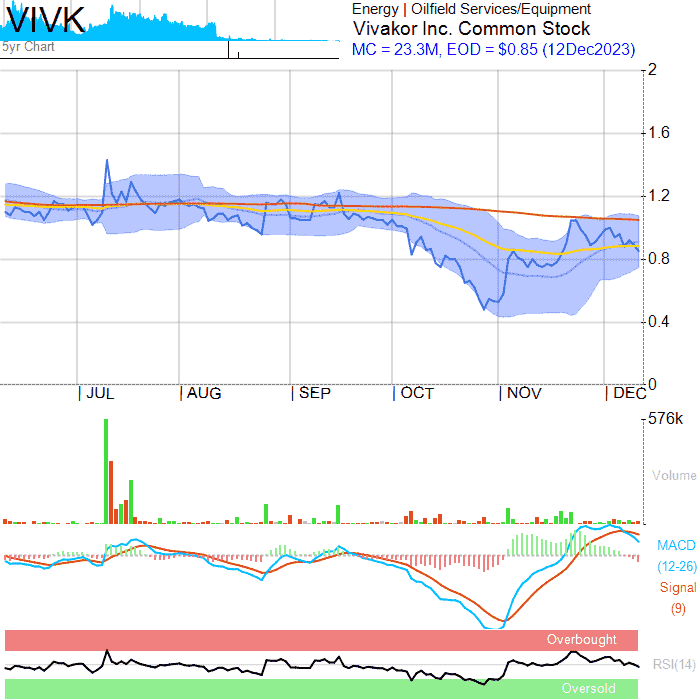 VIVK
5yr Chart
Energy | Oilfield Services/Equipment
Vivakor Inc. Common Stock
MC = 23.3M, EOD = $0.85 (12Dec2023)
2
1.6
1.2
0.8
0.4
0
| JUL | AUG | SEP | OCT | NOV | DEC
576k
Volume
MACD
(12-26)
Signal
(9)
Overbought
RSI(14)
Oversold